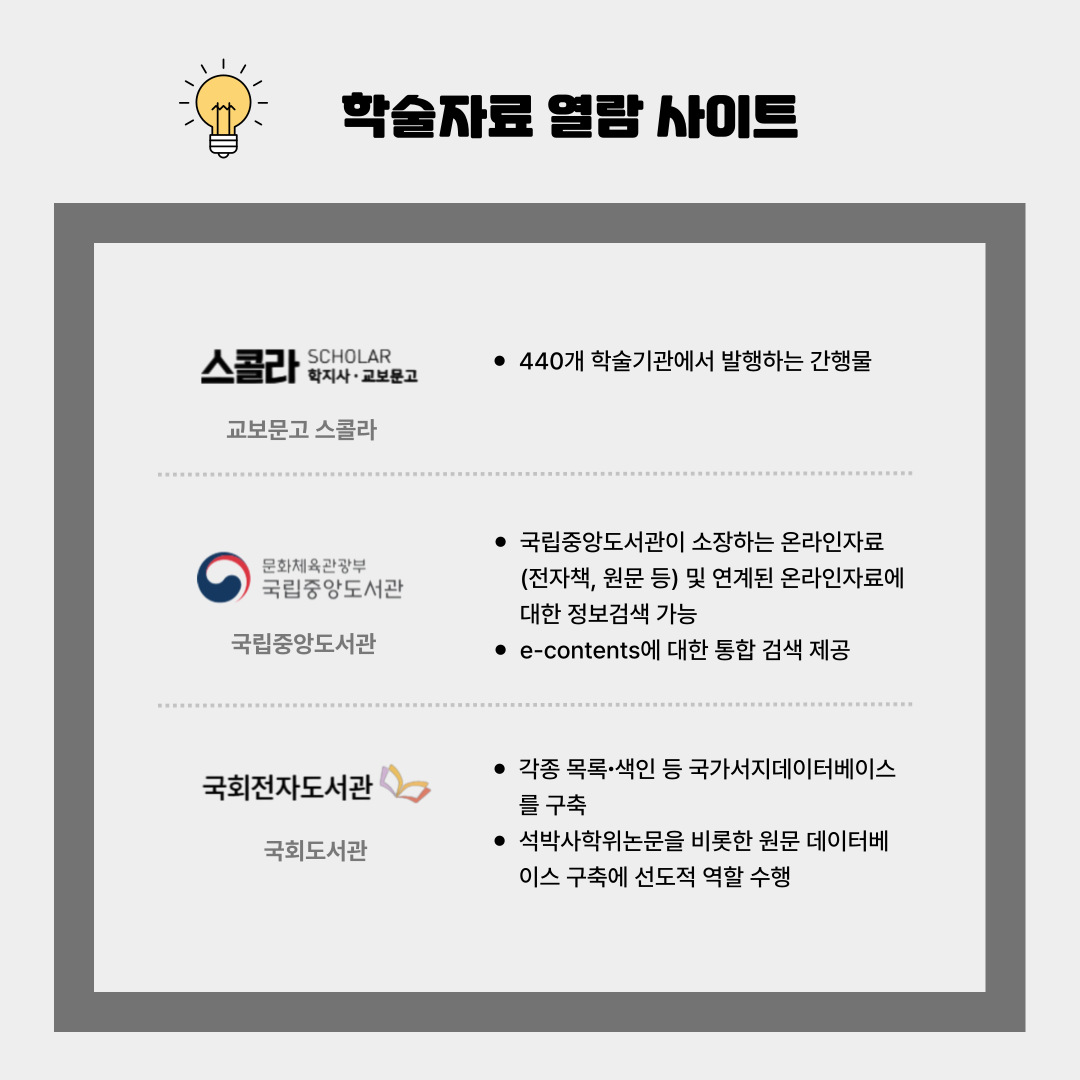 학술자료 열람 사이트
스콜라 SCHOLAR
학지사·교보문고
교보문고 스콜라
• 440개 학술기관에서 발행하는 간행물
문화체육관광부
국립중앙도서관
국립중앙도서관
• 국립중앙도서관이 소장하는 온라인자료
(전자책, 원문 등) 및 연계된 온라인자료에
대한 정보검색 가능
• e-contents에 대한 통합 검색 제공
국회전자도서관
국회도서관
• 각종 목록·색인 등 국가서지데이터베이스
를 구축
• 석박사학위논문을 비롯한 원문 데이터베
이스 구축에 선도적 역할 수행